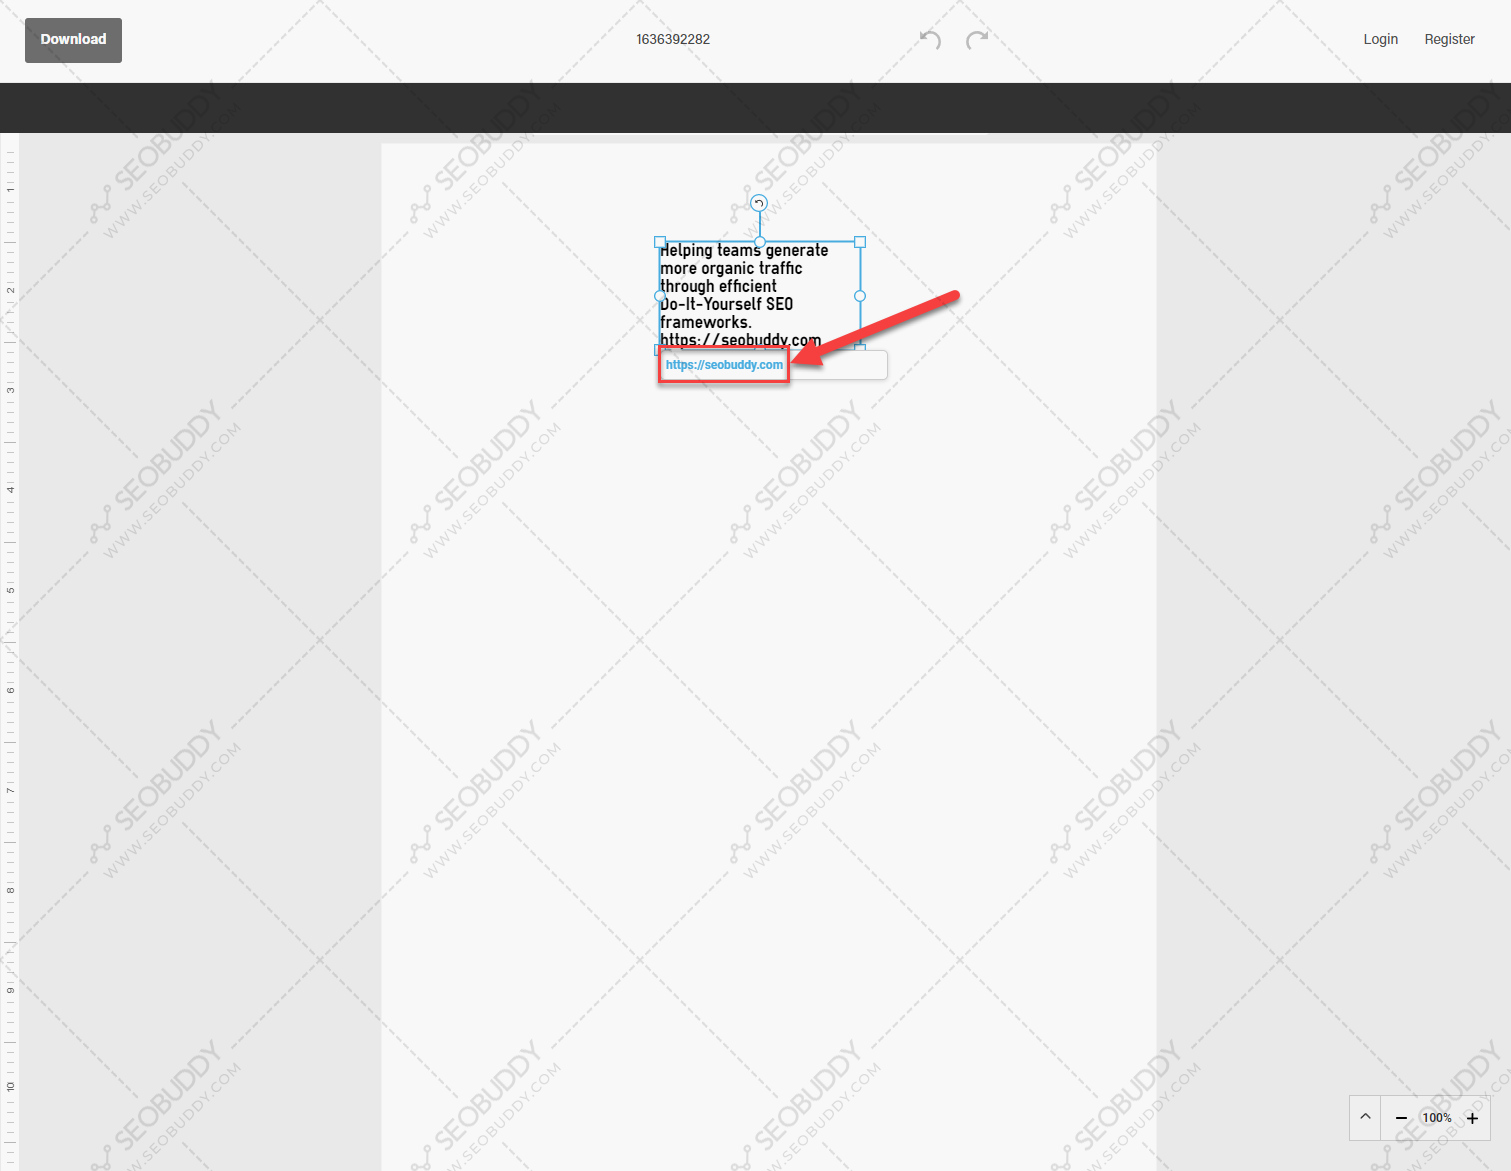 Download
1636392282
Login
Register
Helping teams generate
more organic traffic
through efficient
Do-It-Yourself SEO
frameworks.
https://seobuddy.com
https://seobuddy.com
1
2
3
4
5
6
7
8
9
10
100%
SEOBUDDY
WWW.SEOBUDDY.COM